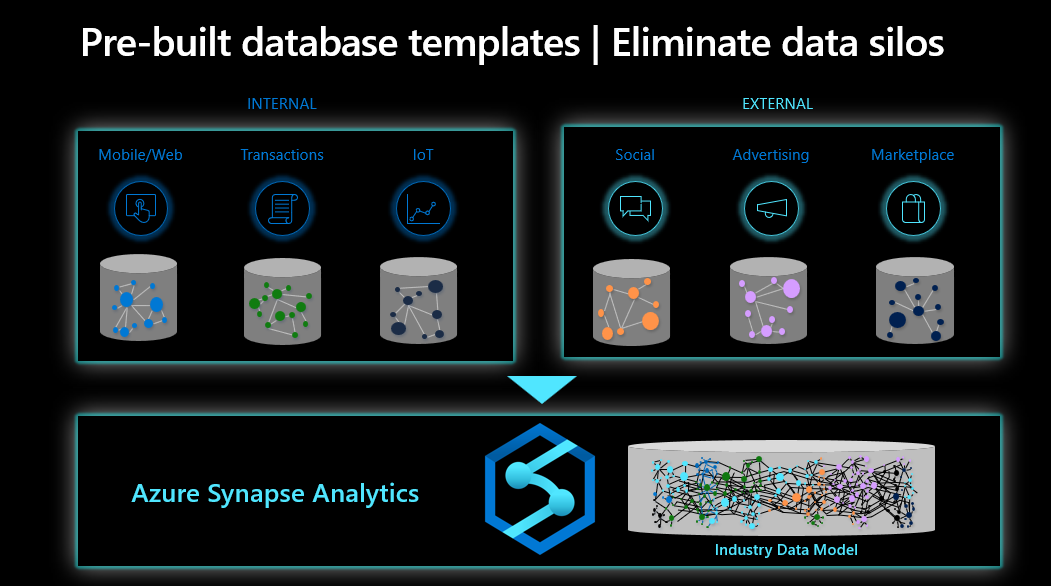 Pre-built database templates | Eliminate data silos
INTERNAL
Mobile/Web
Transactions
IoT
EXTERNAL
Social
Advertising
Marketplace
Azure Synapse Analytics
Industry Data Model